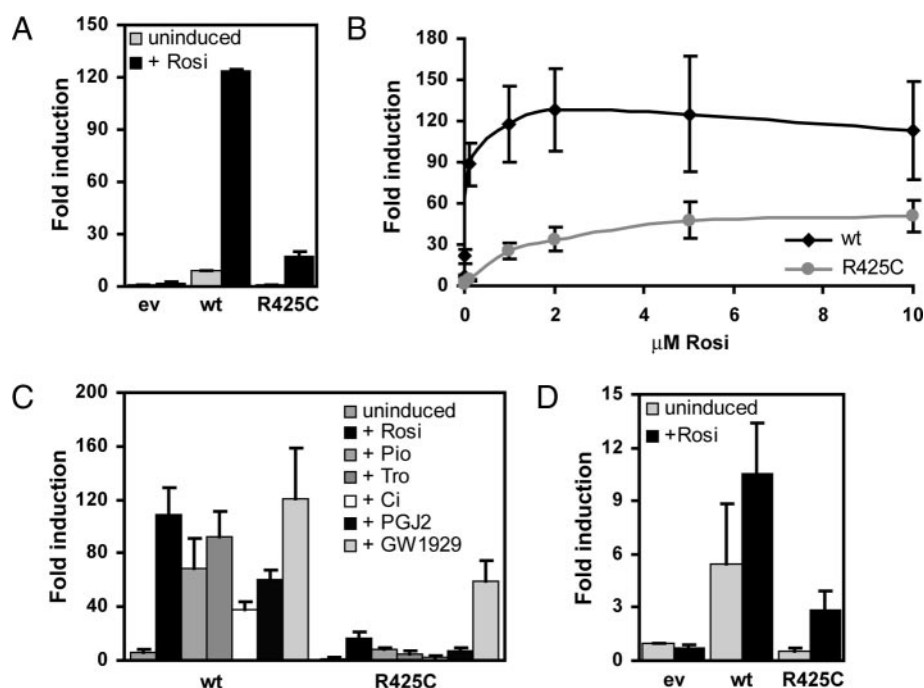 A
Fold induction
150
120
90
60
30
0
uninduced
+ Rosi
ev wt R425C
B
Fold induction
180
150
120
90
60
30
0
wt
R425C
0 2 4 6 8 10
μM Rosi
C
Fold induction
200
160
120
80
40
0
uninduced
+ Rosi
+ Pio
+ Tro
+ Ci
+ PGJ2
+ GW1929
wt R425C
D
Fold induction
15
12
9
6
3
0
uninduced
+Rosi
ev wt R425C